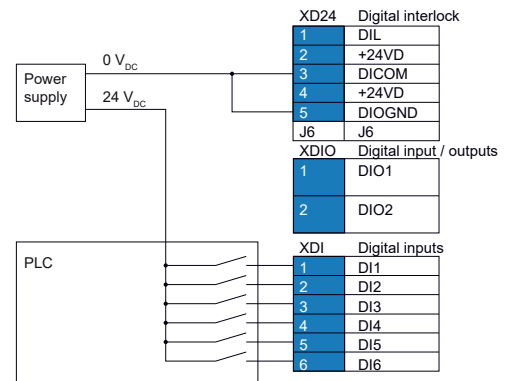 XD24 Digital interlock
1 DIL
2 +24VD
3 DICOM
4 +24VD
5 DIOGND
J6 J6
Power supply
0 VDC
24 VDC
XDIO Digital input / outputs
1 DIO1
2 DIO2
PLC
XDI Digital inputs
1 DI1
2 DI2
3 DI3
4 DI4
5 DI5
6 DI6